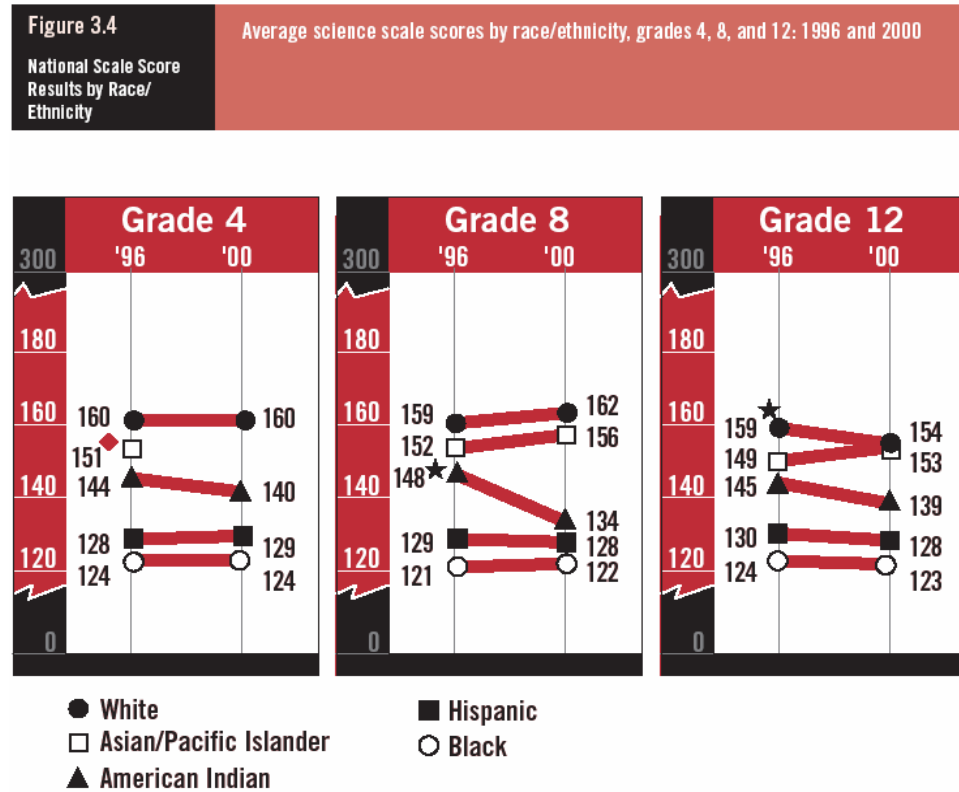 Figure 3.4
National Scale Score
Results by Race/
Ethnicity
Average science scale scores by race/ethnicity, grades 4, 8, and 12: 1996 and 2000
Grade 4
'96 '00
300
180
160
140
120
0
160 160
151
144 140
128 129
124 124
Grade 8
'96 '00
300
180
160
140
120
0
159 162
152 156
148 134
129 128
121 122
Grade 12
'96 '00
300
180
160
140
120
0
159 154
149 153
145 139
130 128
124 123
White
Asian/Pacific Islander
American Indian
Hispanic
Black